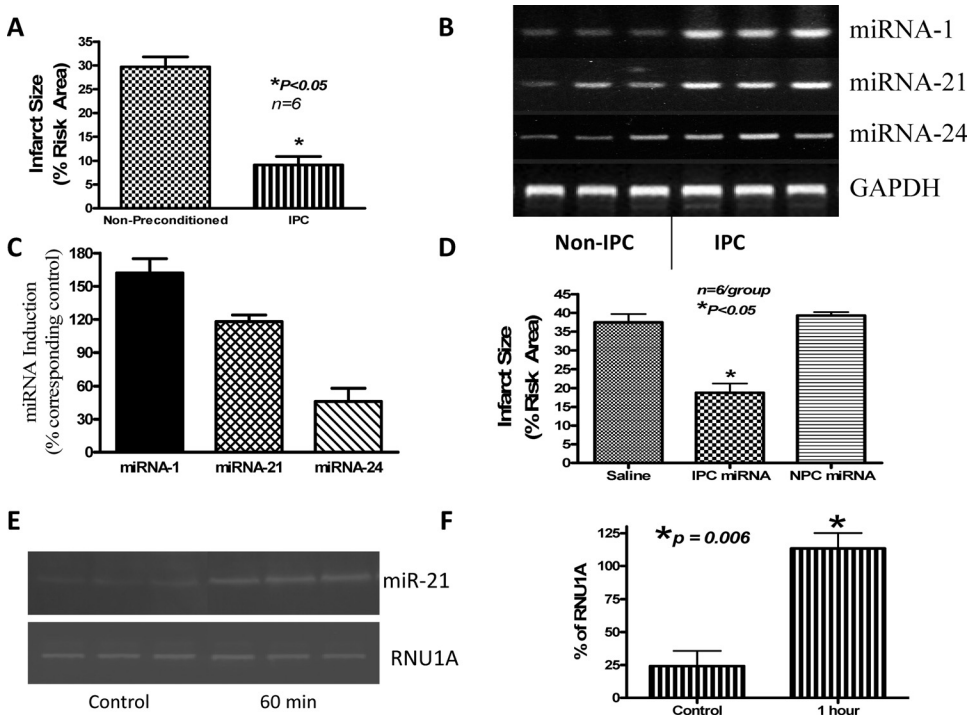 A
Infarct Size
(% Risk Area)
35
30
25
20
15
10
5
0
*P<0.05
n=6
*
Non-Preconditioned
IPC
B
miRNA-1
miRNA-21
miRNA-24
GAPDH
Non-IPC
IPC
C
miRNA Induction
(% corresponding control)
180
150
120
90
60
30
0
miRNA-1
miRNA-21
miRNA-24
D
Infarct Size
(% Risk Area)
45
40
35
30
25
20
15
10
5
0
n=6/group
*P<0.05
*
Saline
IPC miRNA
NPC miRNA
E
miR-21
RNU1A
Control
60 min
F
% of RNU1A
125
100
75
50
25
0
*p = 0.006
*
Control
1 hour